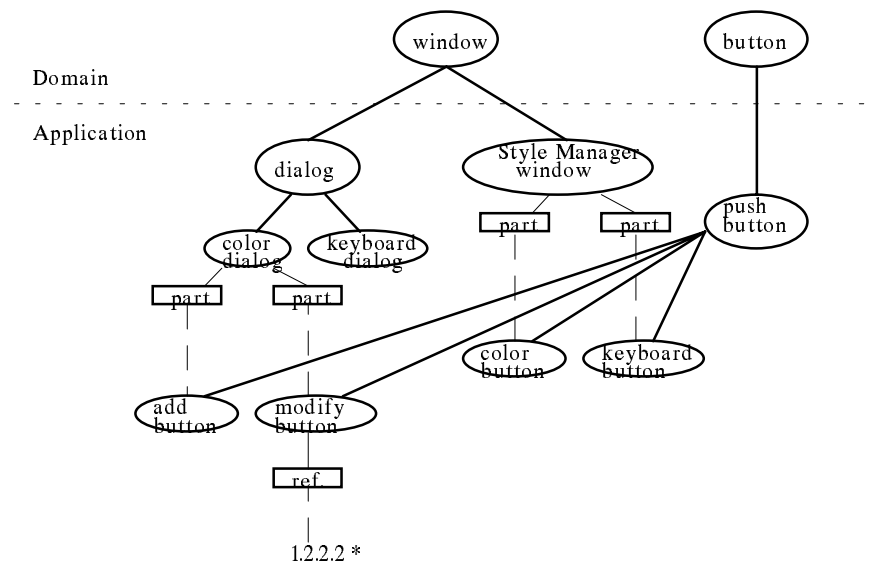 window
button
Domain
Application
dialog
Style Manager
window
push
button
part
part
color
dialog
keyboard
dialog
part
part
color
button
keyboard
button
add
button
modify
button
ref.
1.2.2.2 *